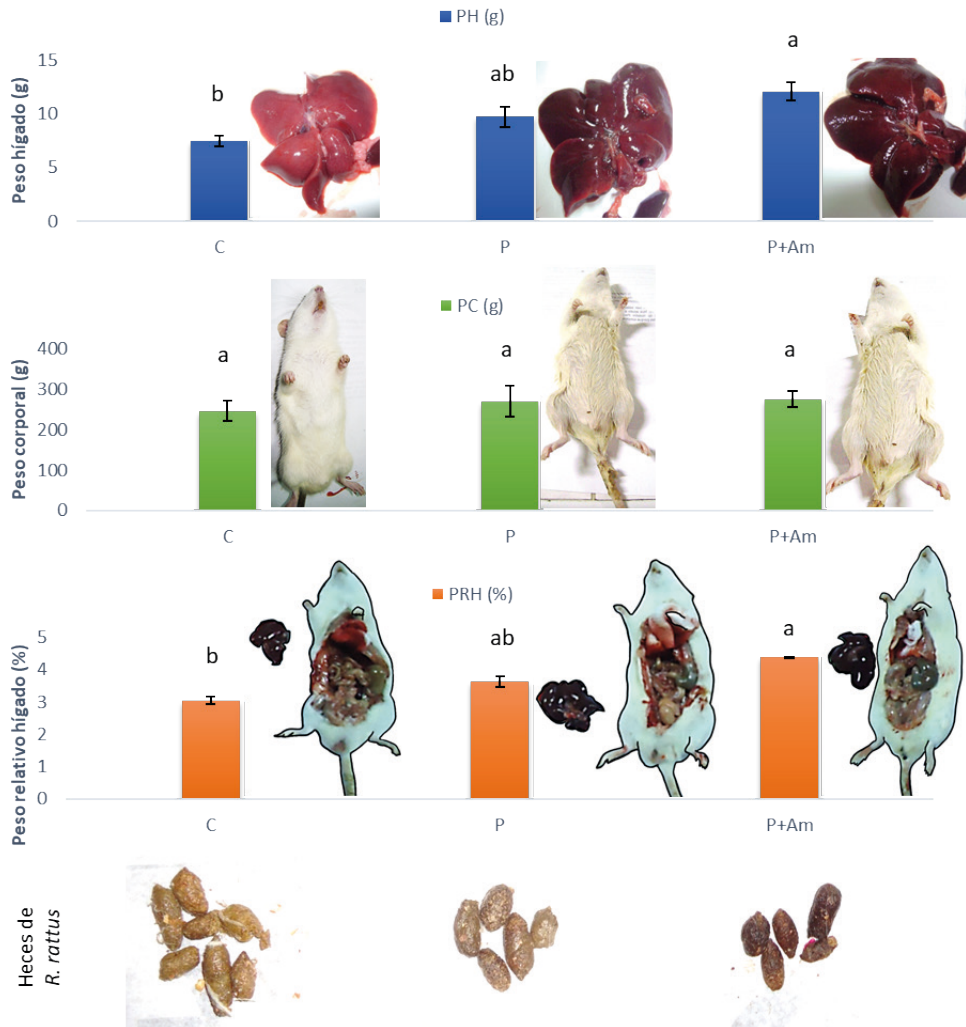 PH (g)
Peso hígado (g)
15
10
5
0
b
ab
a
C
P
P+Am
PC (g)
Peso corporal (g)
400
300
200
100
0
a
a
a
C
P
P+Am
PRH (%)
Peso relativo hígado (%)
5
4
3
2
1
0
b
ab
a
C
P
P+Am
Heces de
R. rattus